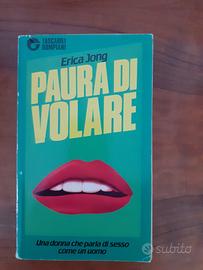 TASCABILI
BOMPIANI
Erica Jong
PAURA DI
VOLARE
Una donna che parla di sesso
come un uomo
subito